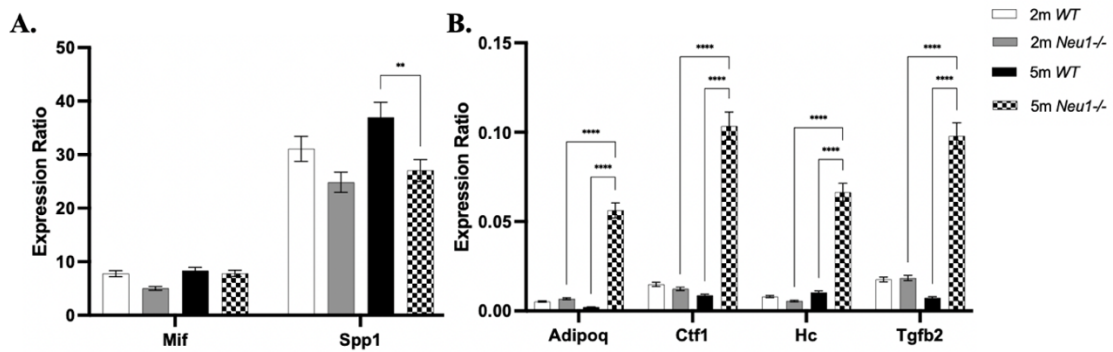 A.
Expression Ratio
50
40
30
20
10
0
**
Mif Spp1
B.
Expression Ratio
0.15
0.10
0.05
0.00
**** ****
**** ****
**** ****
**** ****
Adipoq Ctf1 Hc Tgfb2
2m WT
2m Neu1-/-
5m WT
5m Neu1-/-